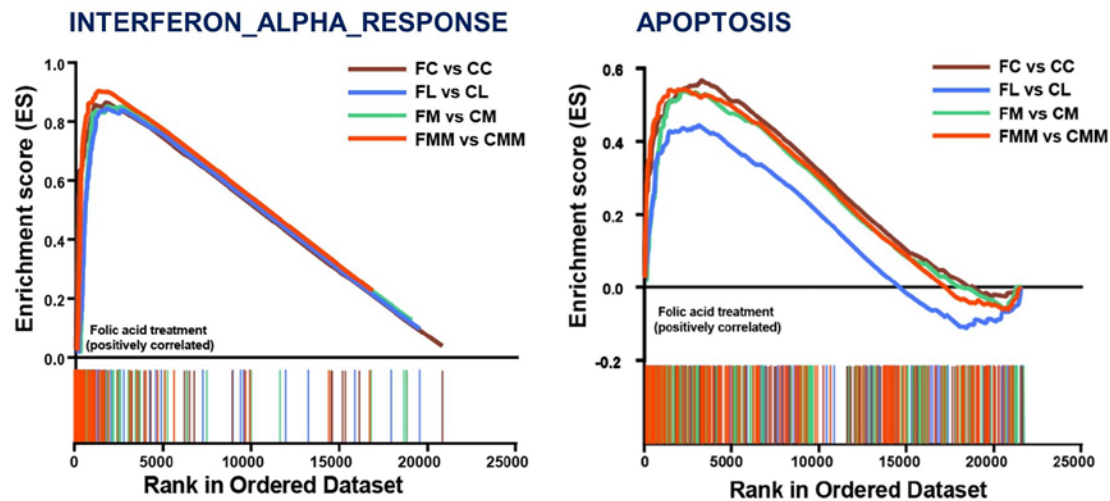 INTERFERON_ALPHA_RESPONSE
Enrichment score (ES)
1.0
0.8
0.6
0.4
0.2
0.0
FC vs CC
FL vs CL
FM vs CM
FMM vs CMM
Folic acid treatment
(positively correlated)
0 5000 10000 15000 20000 25000
Rank in Ordered Dataset
APOPTOSIS
Enrichment score (ES)
0.6
0.4
0.2
0.0
-0.2
FC vs CC
FL vs CL
FM vs CM
FMM vs CMM
Folic acid treatment
(positively correlated)
0 5000 10000 15000 20000 25000
Rank in Ordered Dataset